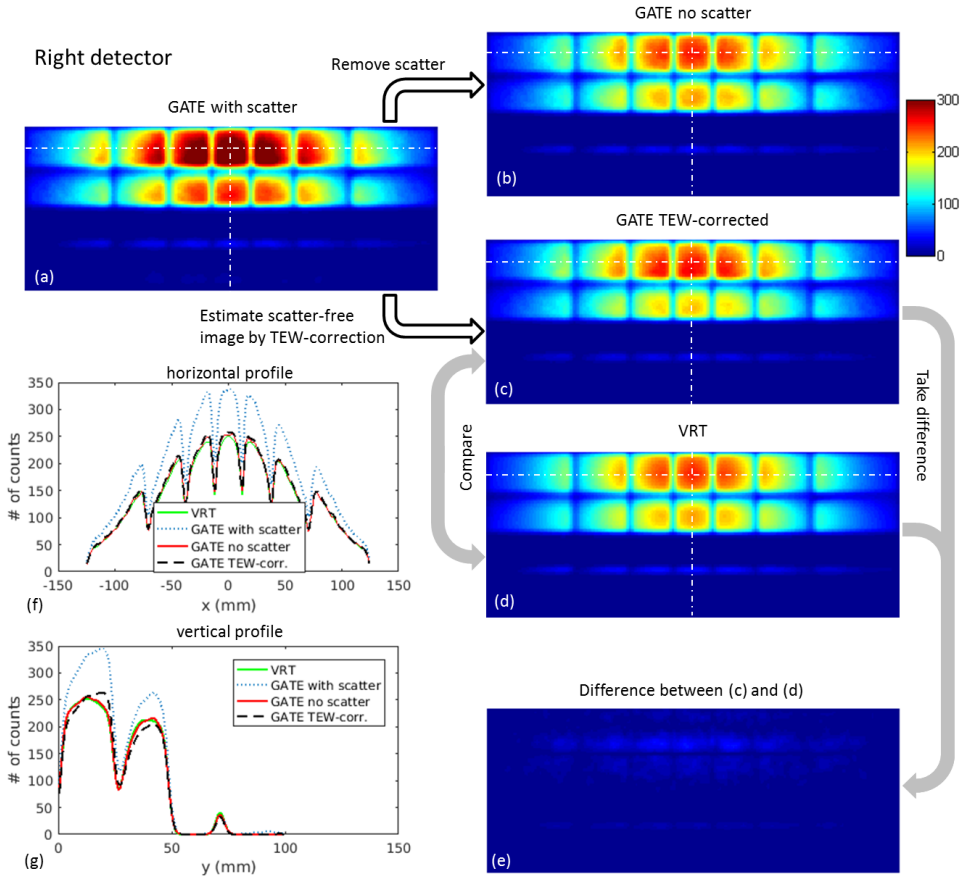 GATE no scatter
Right detector
Remove scatter
GATE with scatter
(a)
(b)
300
200
100
0
GATE TEW-corrected
Estimate scatter-free
image by TEW-correction
(c)
Compare
Take difference
VRT
(d)
horizontal profile
350
300
250
200
150
100
50
0
# of counts
VRT
GATE with scatter
GATE no scatter
GATE TEW-corr.
-150
-100
-50
0
50
100
150
x (mm)
(f)
vertical profile
350
300
250
200
150
100
50
0
# of counts
VRT
GATE with scatter
GATE no scatter
GATE TEW-corr.
0
50
100
150
y (mm)
(g)
Difference between (c) and (d)
(e)